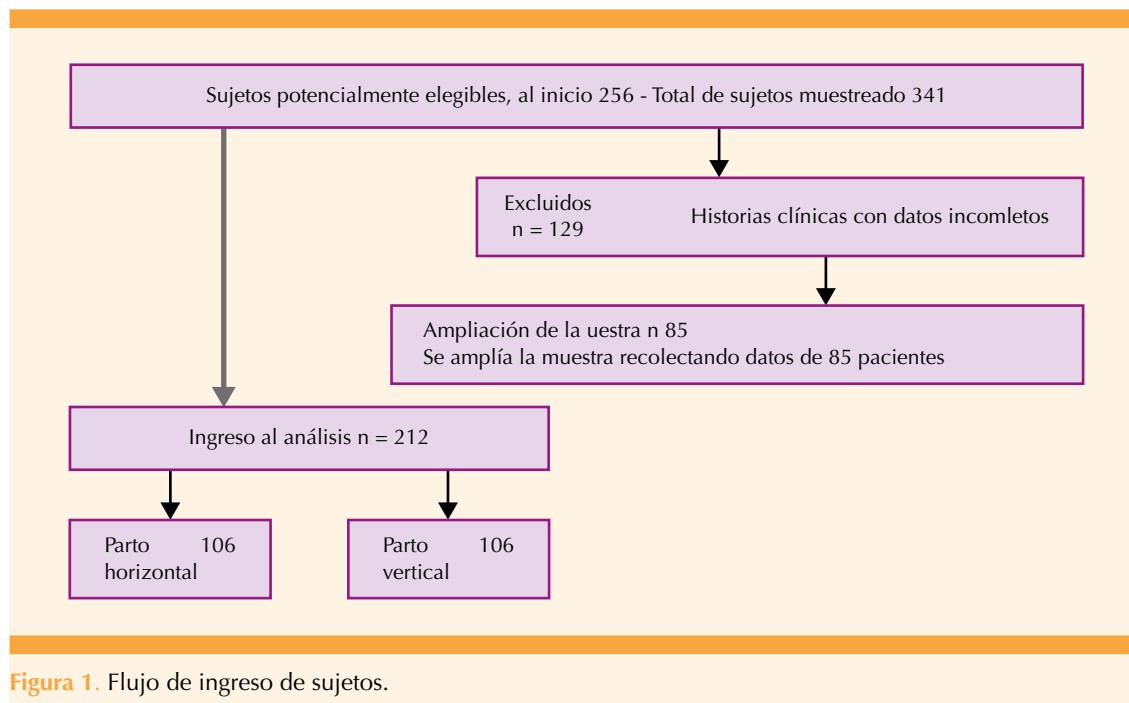 Sujetos potencialmente elegibles, al inicio 256 - Total de sujetos muestreado 341
Excluidos
n = 129
Historias clínicas con datos incomletos
Ampliación de la uestra n 85
Se amplía la muestra recolectando datos de 85 pacientes
Ingreso al análisis n = 212
Parto 106
horizontal
Parto 106
vertical
Figura 1. Flujo de ingreso de sujetos.